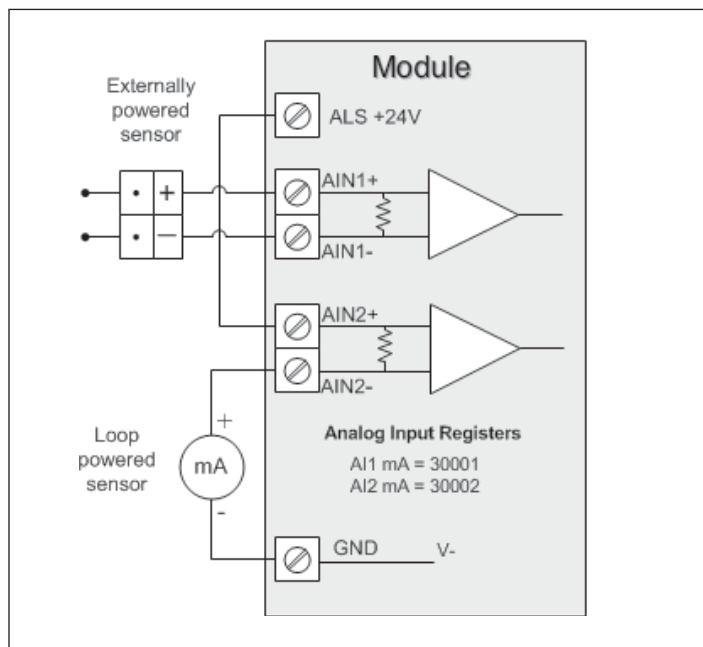 Module
Externally
powered
sensor
ALS +24V
+
AIN1+
−
AIN1-
AIN2+
AIN2-
+
Loop
powered
sensor
mA
-
Analog Input Registers
AI1 mA = 30001
AI2 mA = 30002
GND V-